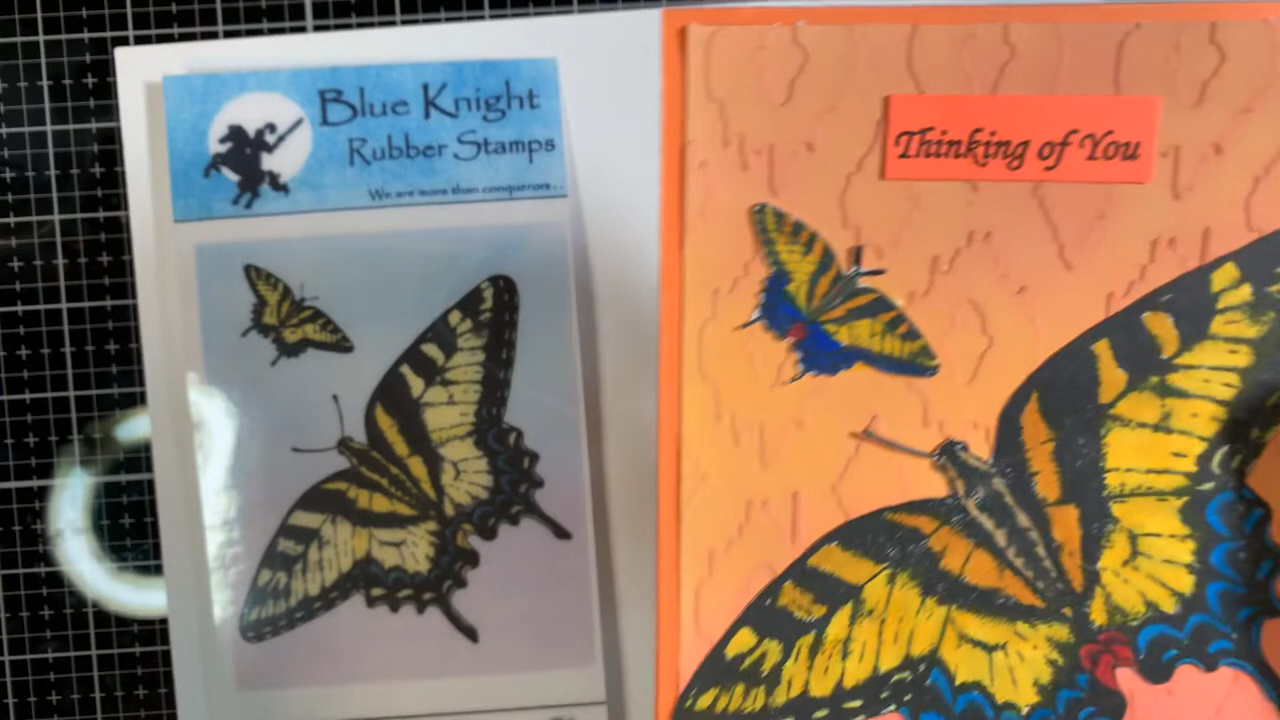 Blue Knight
Rubber Stamps
We are more than conquerors . .
Thinking of You